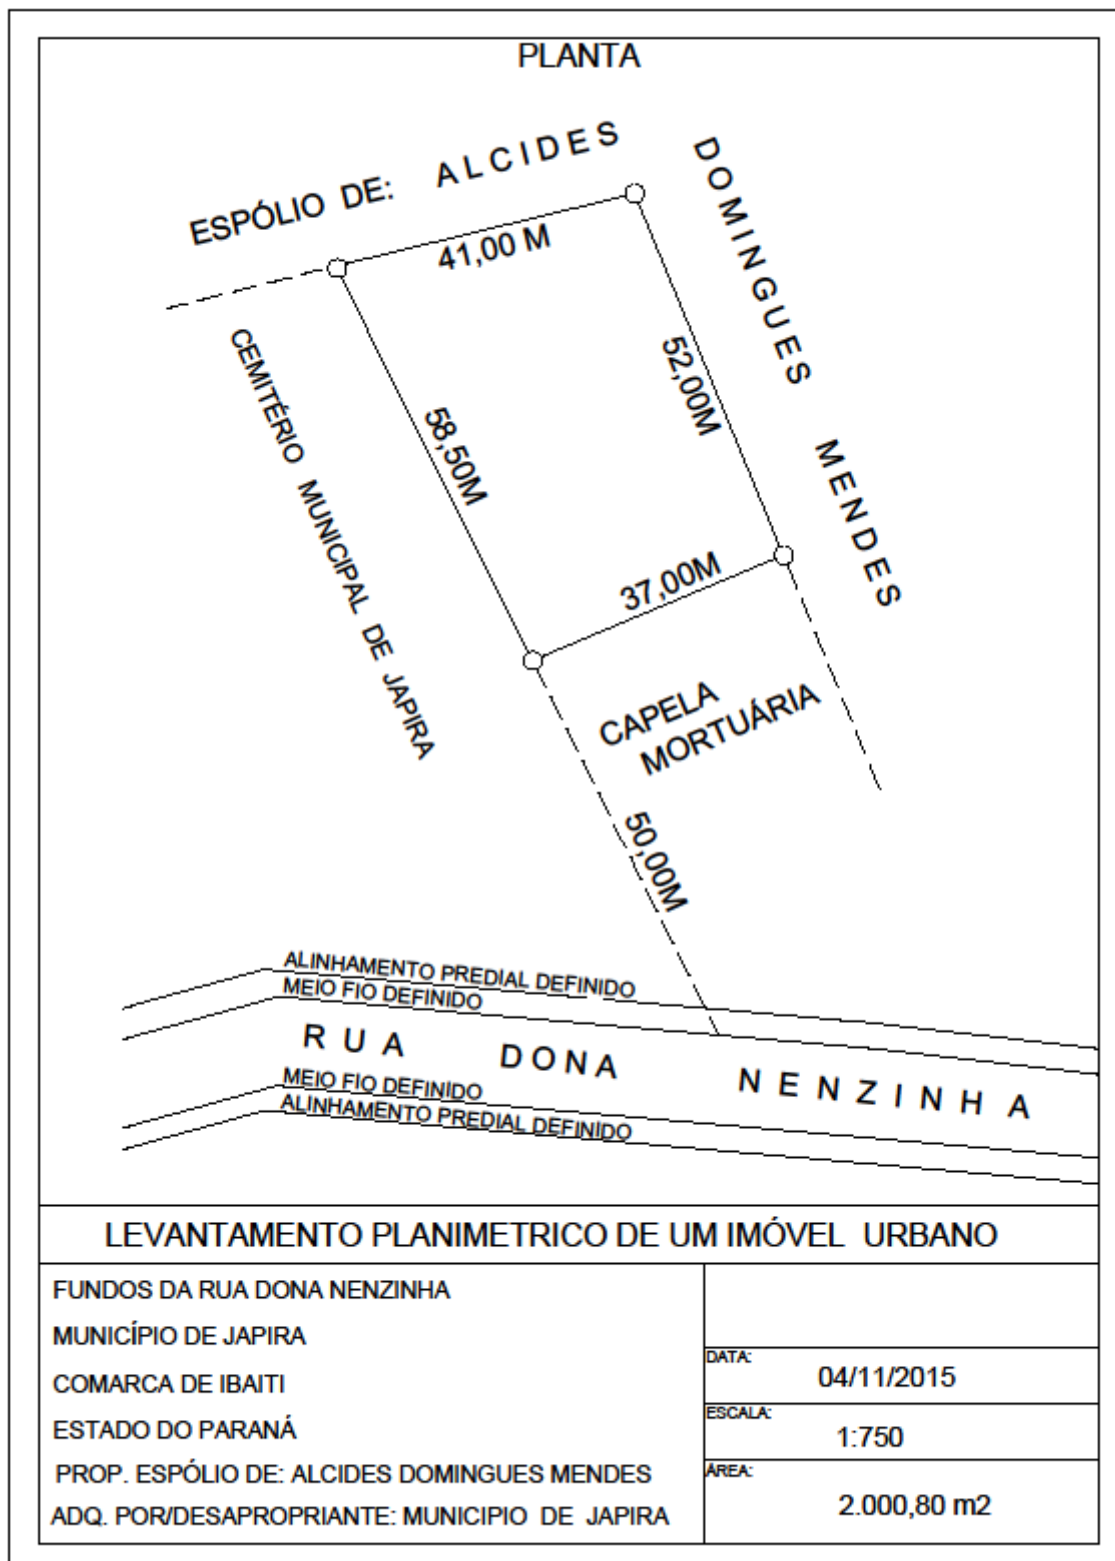 PLANTA
ESPÓLIO DE: ALCIDES
DOMINGUES MENDES
41,00 M
CEMITÉRIO MUNICIPAL DE JAPIRA
58,50M
52,00M
37,00M
CAPELA
MORTUÁRIA
50,00M
ALINHAMENTO PREDIAL DEFINIDO
MEIO FIO DEFINIDO
RUA DONA NENZINHA
MEIO FIO DEFINIDO
ALINHAMENTO PREDIAL DEFINIDO
LEVANTAMENTO PLANIMETRICO DE UM IMÓVEL URBANO
FUNDOS DA RUA DONA NENZINHA
MUNICÍPIO DE JAPIRA
COMARCA DE IBAITI
ESTADO DO PARANÁ
PROP. ESPÓLIO DE: ALCIDES DOMINGUES MENDES
ADQ. POR/DESAPROPRIANTE: MUNICIPIO DE JAPIRA
DATA:
04/11/2015
ESCALA:
1:750
ÁREA:
2.000,80 m2